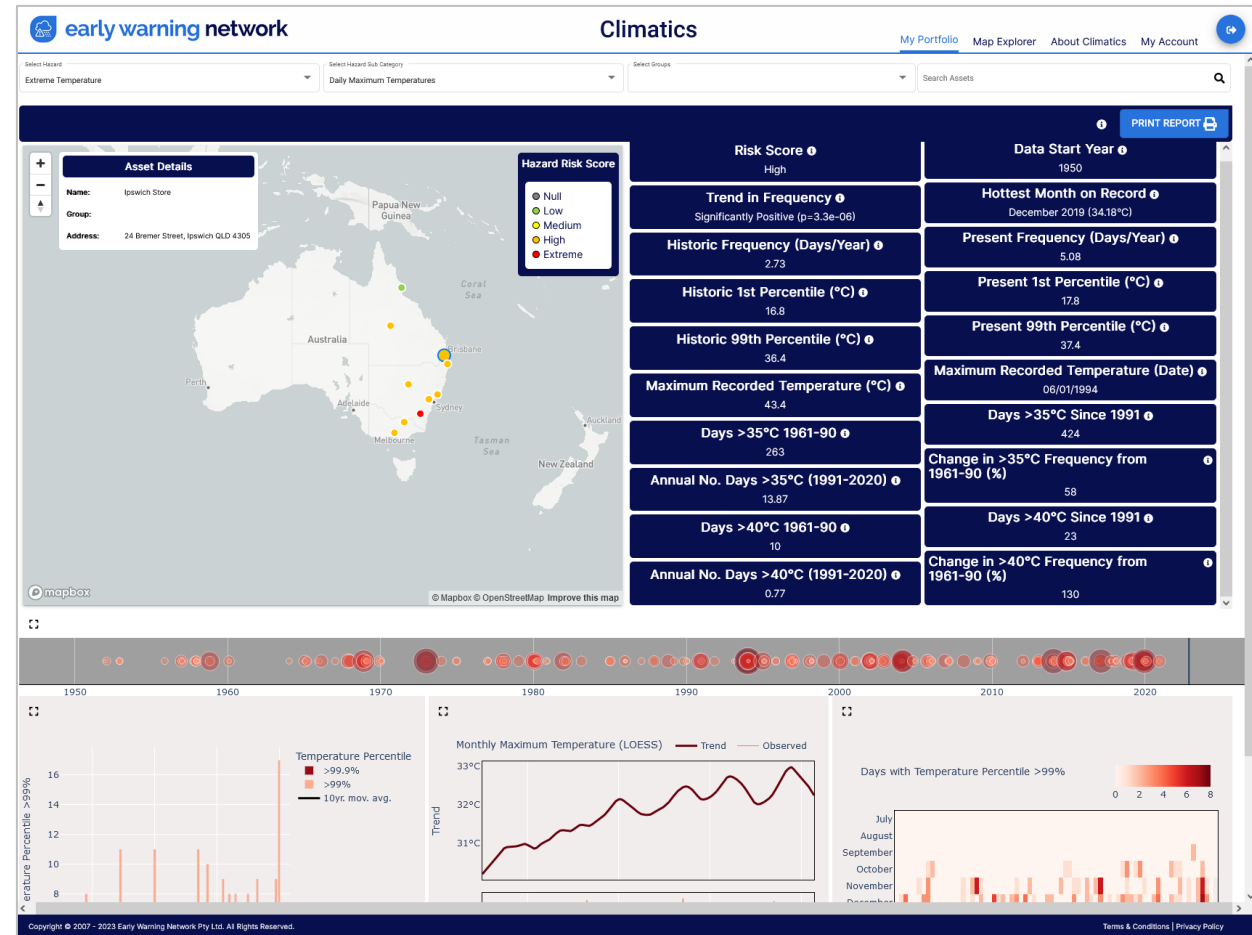 early warning network
Climatics
My Portfolio
Map Explorer
About Climatics
My Account
Select Hazard
Extreme Temperature
Select Hazard Sub Category
Daily Maximum Temperatures
Select Groups
Search Assets
PRINT REPORT
+
−
Asset Details
Name: Ipswich Store
Group:
Address: 24 Bremer Street, Ipswich QLD 4305
Hazard Risk Score
Null
Low
Medium
High
Extreme
Papua New
Guinea
Coral
Sea
Australia
Brisbane
Perth
Adelaide
Sydney
Melbourne
Tasman
Sea
Auckland
New Zealand
mapbox
© Mapbox © OpenStreetMap Improve this map
Risk Score
High
Data Start Year
1950
Trend in Frequency
Significantly Positive (p=3.3e-06)
Hottest Month on Record
December 2019 (34.18°C)
Historic Frequency (Days/Year)
2.73
Present Frequency (Days/Year)
5.08
Historic 1st Percentile (°C)
16.8
Present 1st Percentile (°C)
17.8
Historic 99th Percentile (°C)
36.4
Present 99th Percentile (°C)
37.4
Maximum Recorded Temperature (°C)
43.4
Maximum Recorded Temperature (Date)
06/01/1994
Days >35°C 1961-90
263
Days >35°C Since 1991
424
Annual No. Days >35°C (1991-2020)
13.87
Change in >35°C Frequency from
1961-90 (%)
58
Days >40°C 1961-90
10
Days >40°C Since 1991
23
Annual No. Days >40°C (1991-2020)
0.77
Change in >40°C Frequency from
1961-90 (%)
130
1950 1960 1970 1980 1990 2000 2010 2020
Temperature Percentile
>99.9%
>99%
10yr. mov. avg.
erature Percentile >99%
16
14
12
10
8
Monthly Maximum Temperature (LOESS)
Trend
Observed
Trend
33°C
32°C
31°C
Days with Temperature Percentile >99%
0 2 4 6 8
July
August
September
October
November
December
Copyright © 2007 - 2023 Early Warning Network Pty Ltd. All Rights Reserved.
Terms & Conditions | Privacy Policy